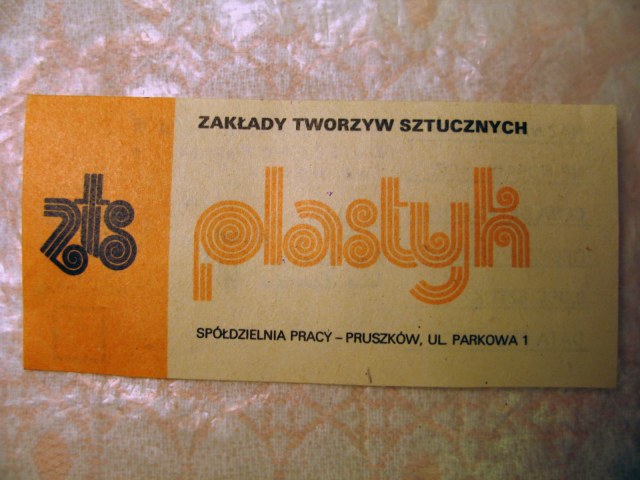 ZAKŁADY TWORZYW SZTUCZNYCH
zts
plastyk
SPÓŁDZIELNIA PRACY – PRUSZKÓW, UL. PARKOWA 1